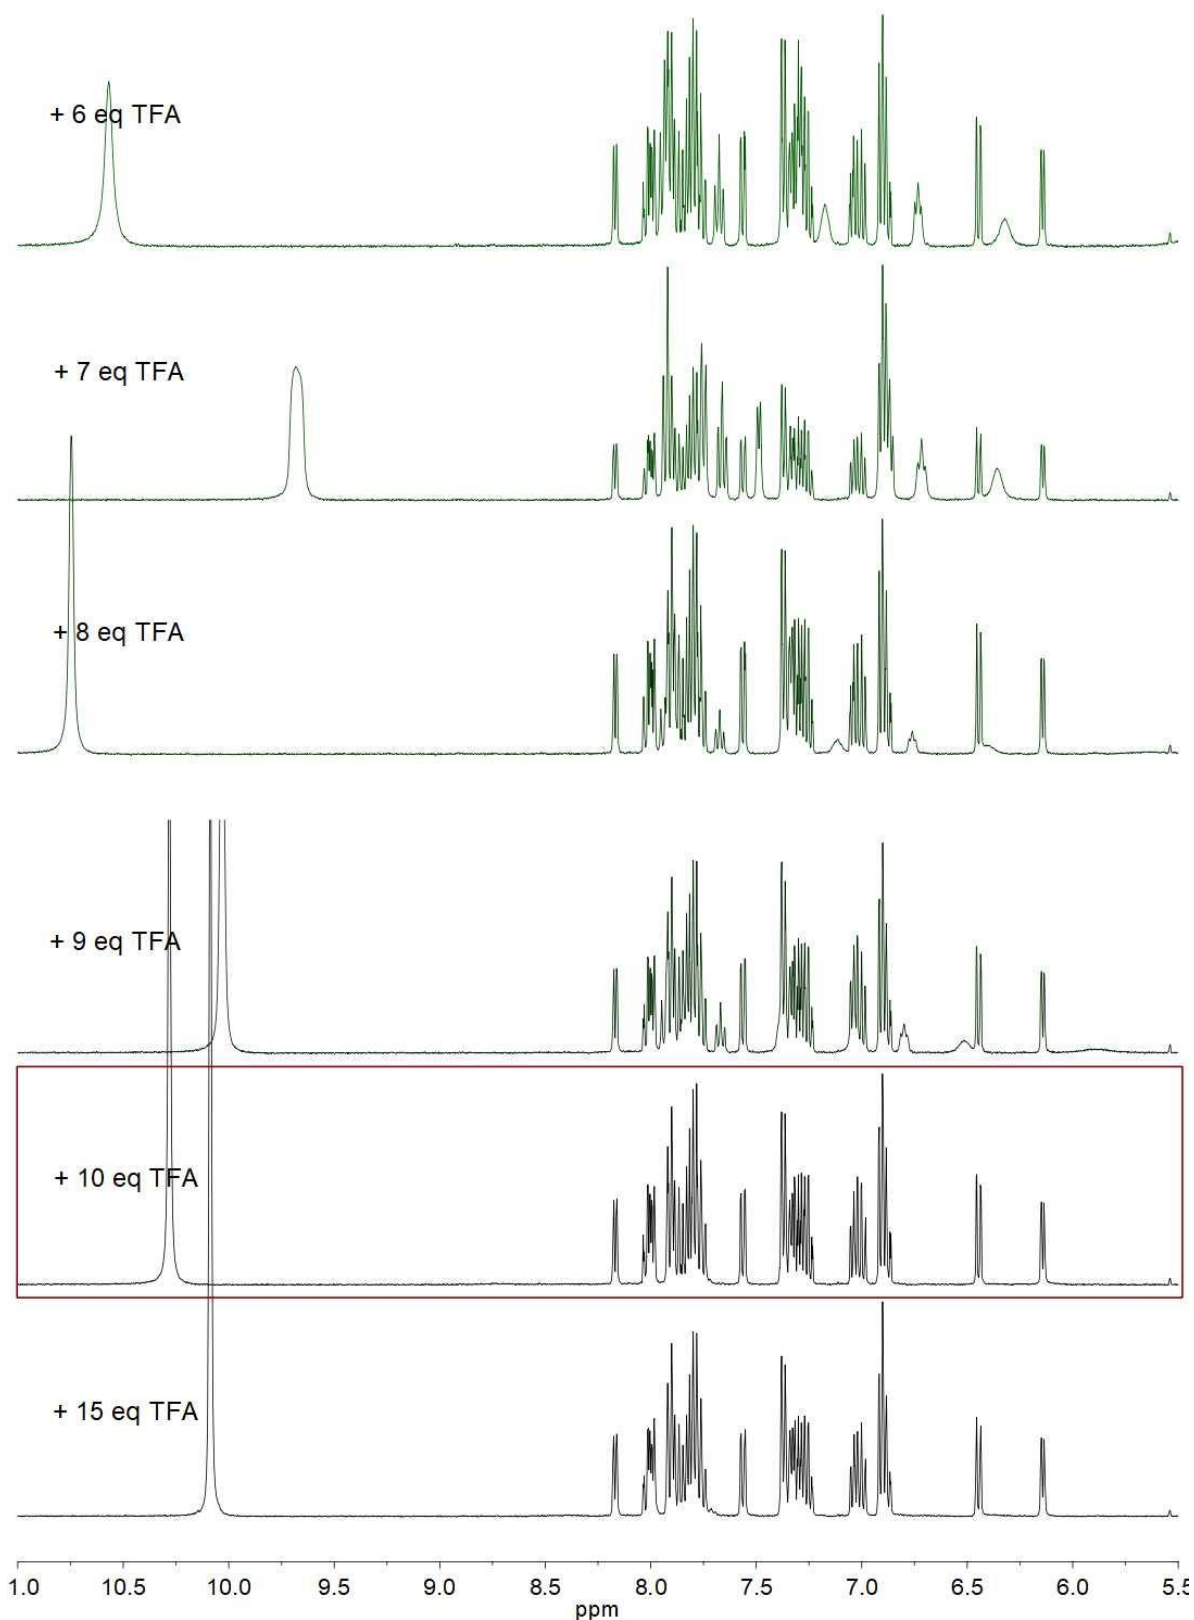 + 6 eq TFA
+ 7 eq TFA
+ 8 eq TFA
+ 9 eq TFA
+ 10 eq TFA
+ 15 eq TFA
1.0 10.5 10.0 9.5 9.0 8.5 8.0 7.5 7.0 6.5 6.0 5.5
ppm